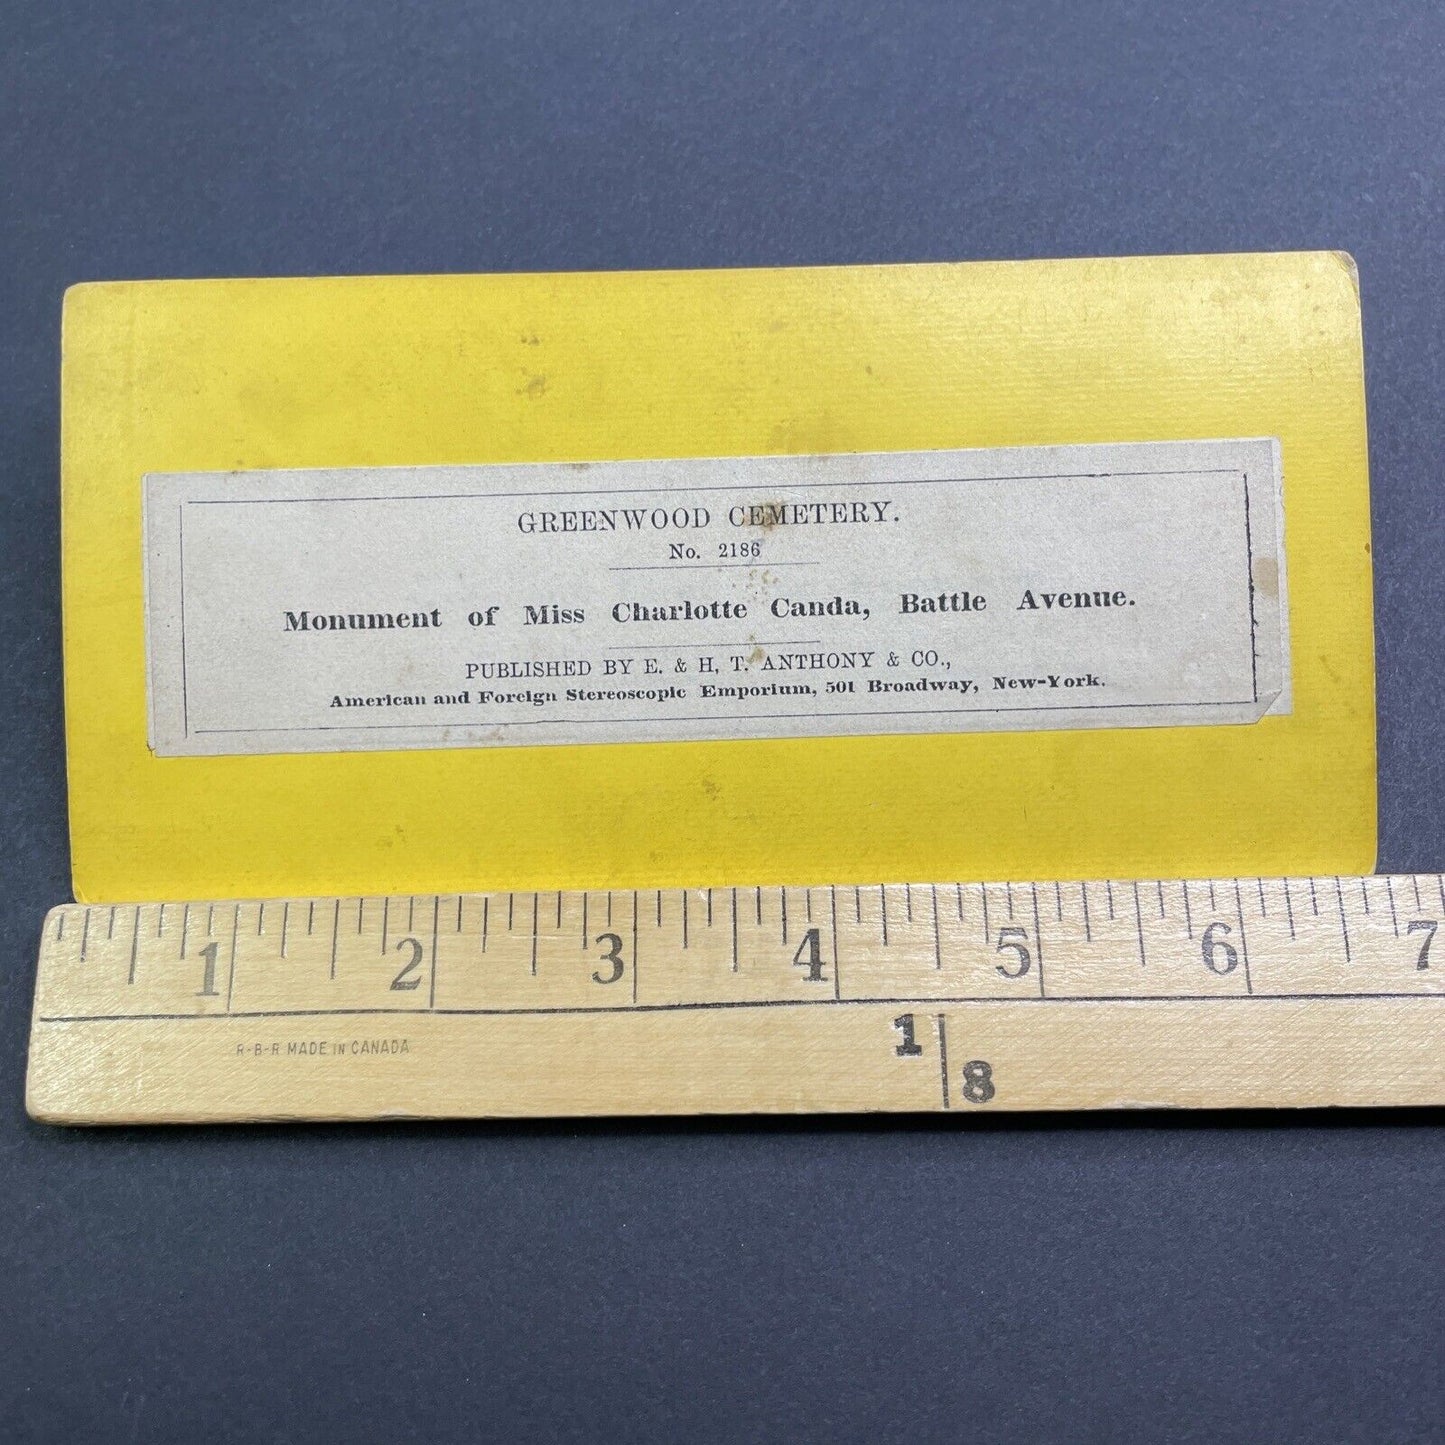 GREENWOOD CEMETERY.
No. 2186
Monument of Miss Charlotte Canda, Battle Avenue.
PUBLISHED BY E. & H. T. ANTHONY & CO.,
American and Foreign Stereoscopic Emporium, 501 Broadway, New-York.
1 2 3 4 5 6 7
R-B-R MADE IN CANADA
1 8